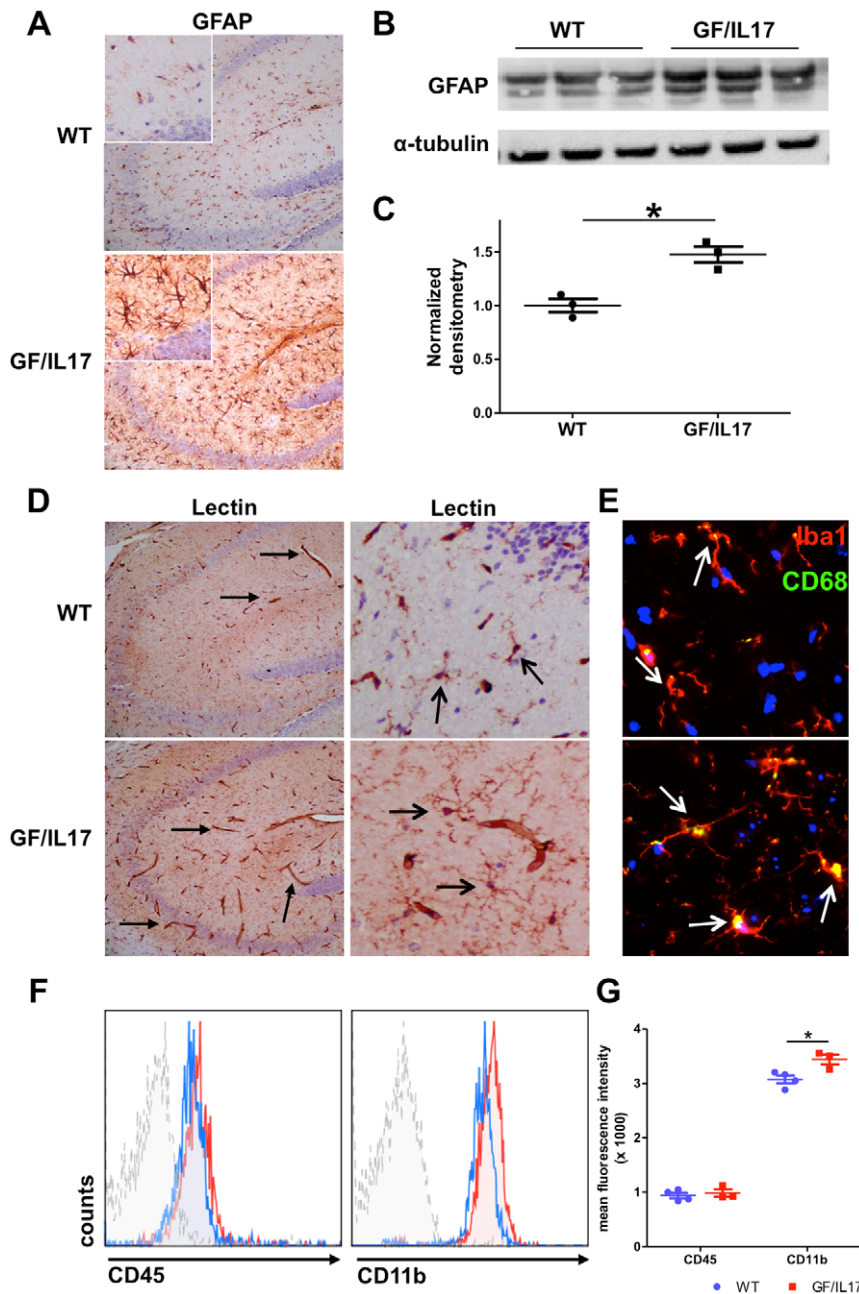 A
GFAP
WT
GF/IL17
B
WT GF/IL17
GFAP
α-tubulin
C
*
Normalized
densitometry
1.5
1.0
0.5
0.0
WT GF/IL17
D
Lectin Lectin
WT
GF/IL17
E
Iba1
CD68
F
counts
CD45 CD11b
G
mean fluorescence intensity
(x 1000)
4
3
2
1
0
*
CD45 CD11b
WT GF/IL17